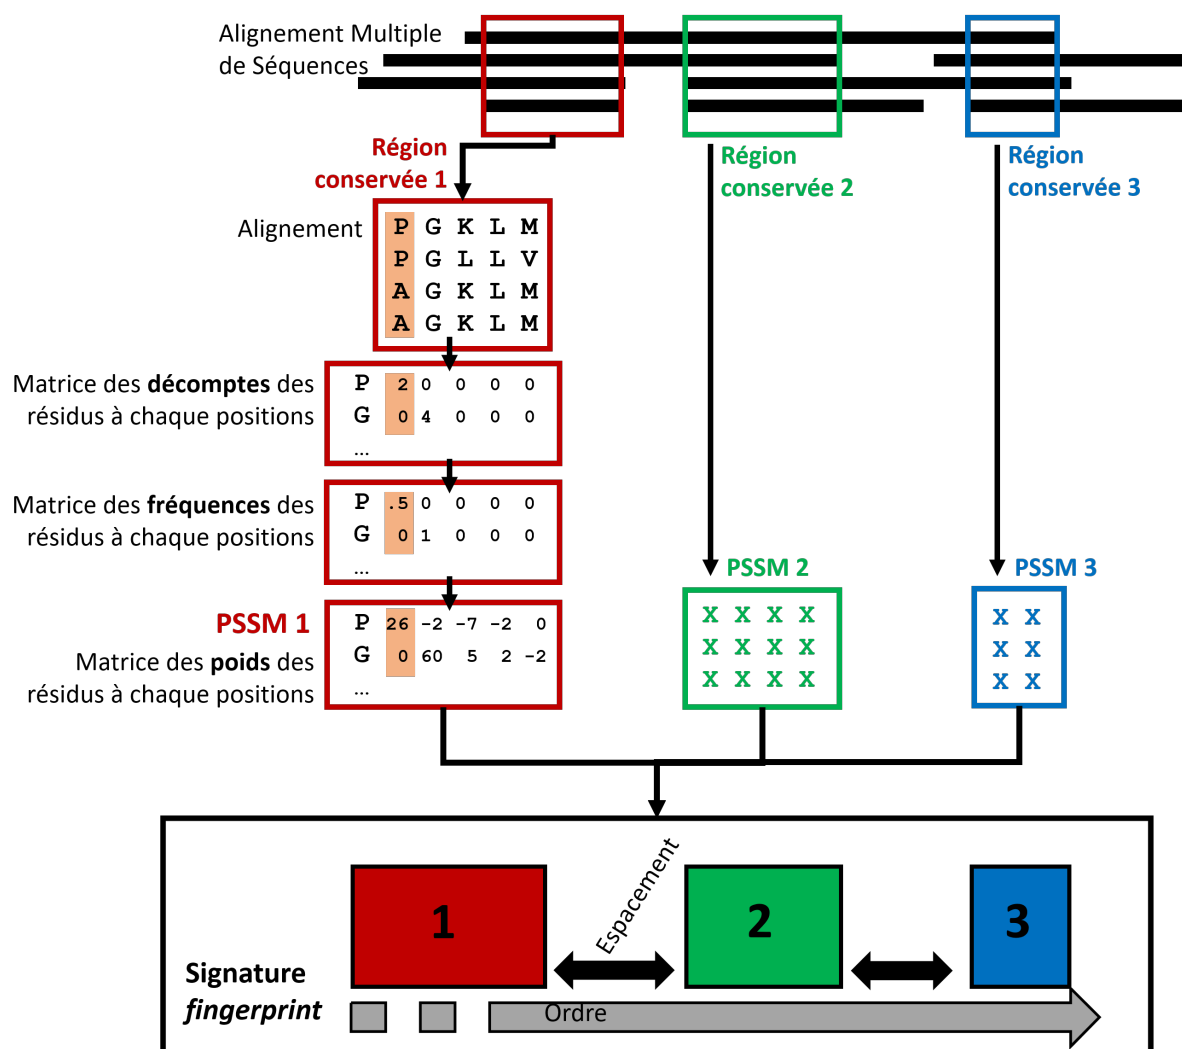 Alignement Multiple
de Séquences
Région
conservée 1
Région
conservée 2
Région
conservée 3
Alignement
P G K L M
P G L L V
A G K L M
A G K L M
Matrice des décomptes des
résidus à chaque positions
P 2 0 0 0 0
G 0 4 0 0 0
...
Matrice des fréquences des
résidus à chaque positions
P .5 0 0 0 0
G 0 1 0 0 0
...
PSSM 1
Matrice des poids des
résidus à chaque positions
P 26 -2 -7 -2 0
G 0 60 5 2 -2
...
PSSM 2
X X X X
X X X X
X X X X
PSSM 3
X X
X X
X X
1
Espacement
2
3
Signature
fingerprint
Ordre